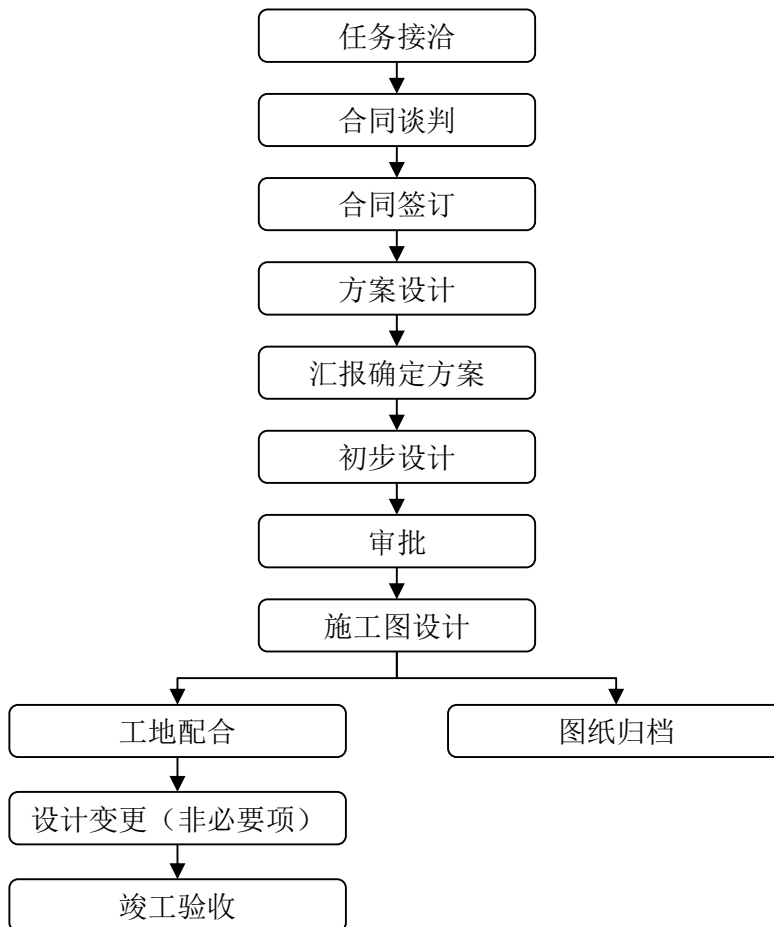 任务接洽
合同谈判
合同签订
方案设计
汇报确定方案
初步设计
审批
施工图设计
工地配合
图纸归档
设计变更（非必要项）
竣工验收